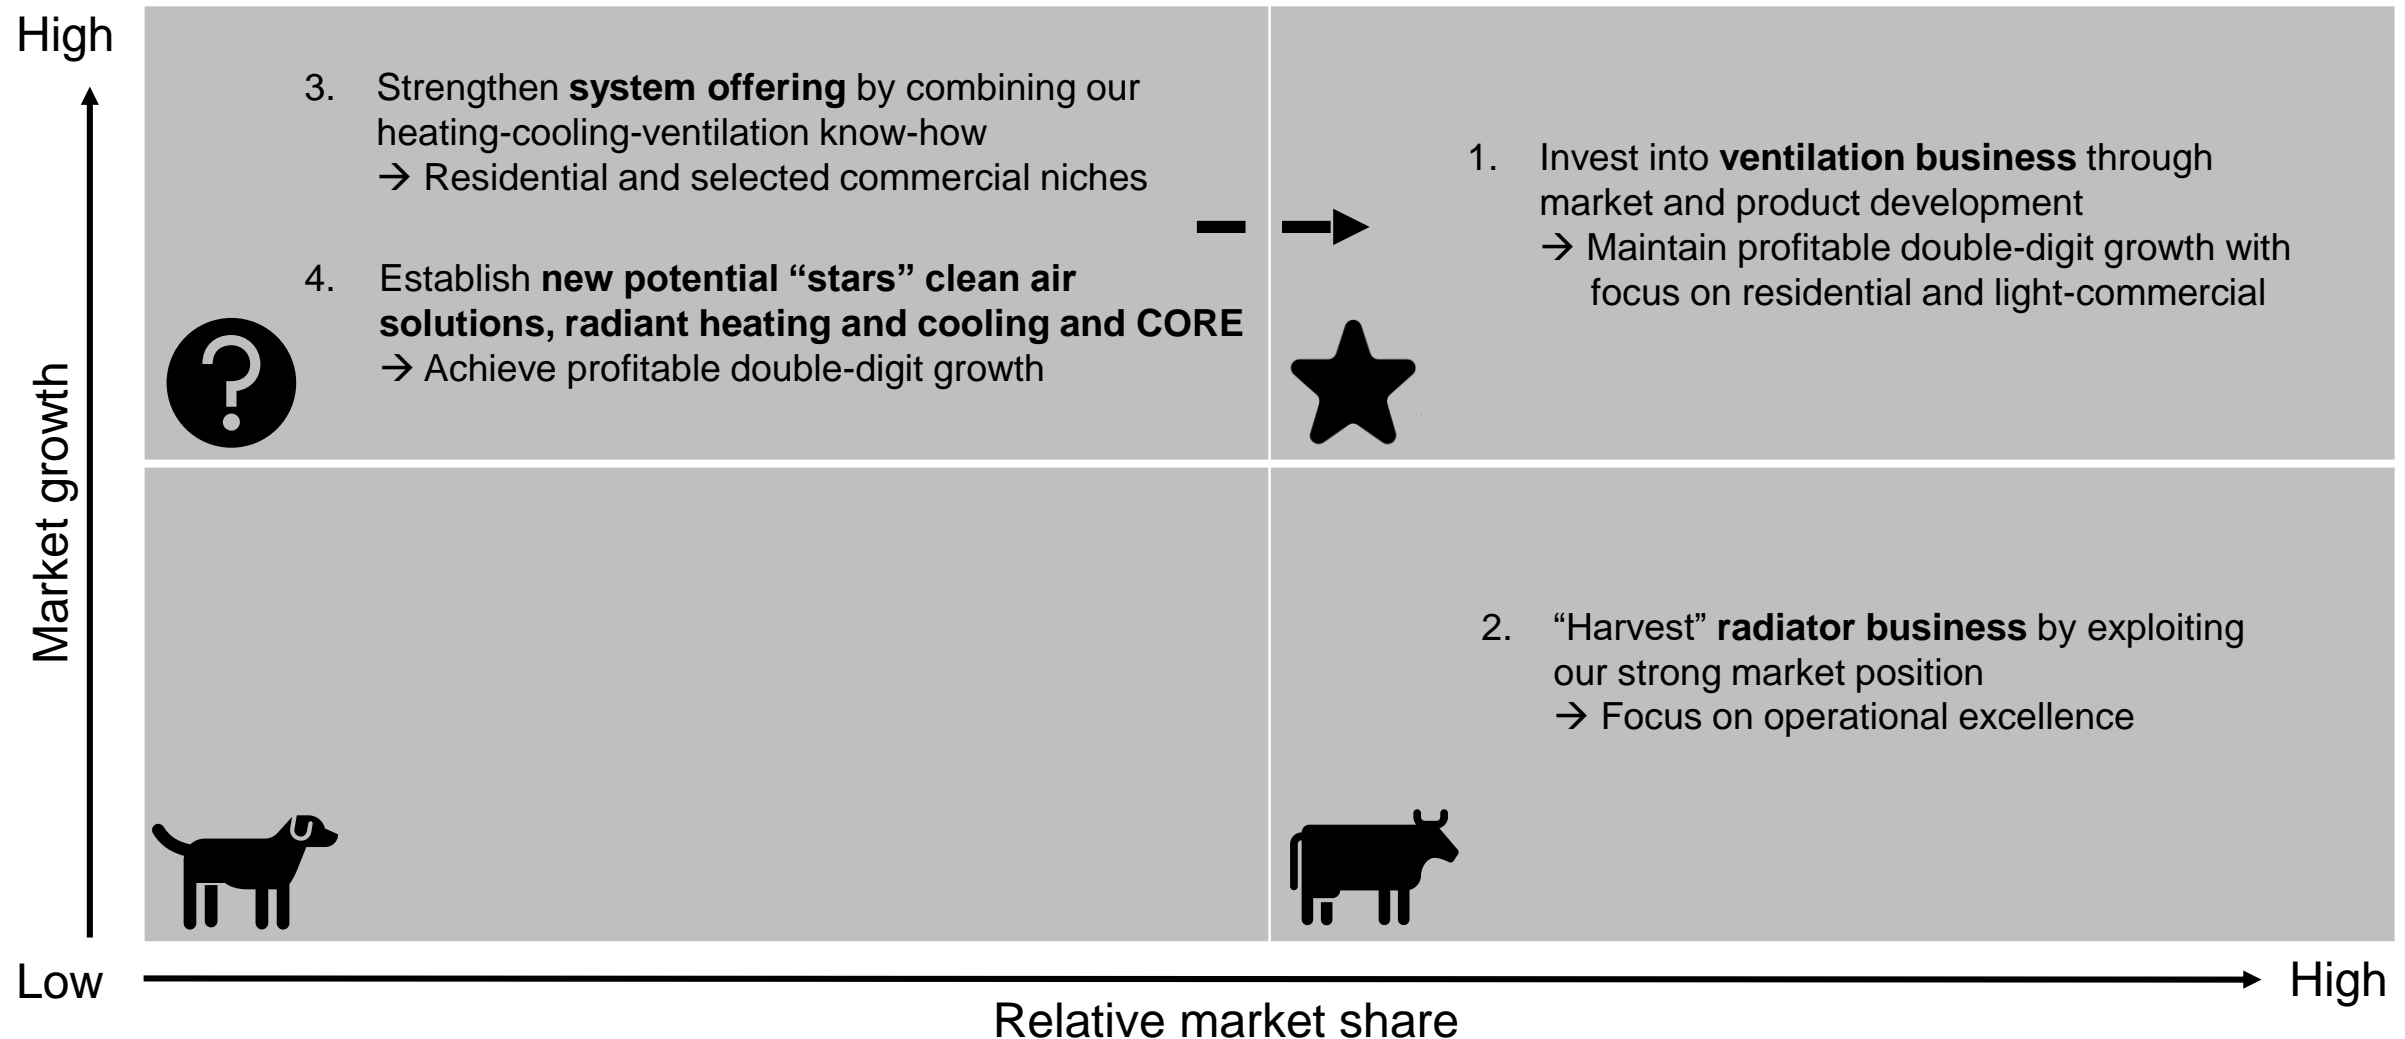 High
3. Strengthen system offering by combining our
heating-cooling-ventilation know-how
→ Residential and selected commercial niches
4. Establish new potential “stars” clean air
solutions, radiant heating and cooling and CORE
→ Achieve profitable double-digit growth
1. Invest into ventilation business through
market and product development
→ Maintain profitable double-digit growth with
focus on residential and light-commercial
2. “Harvest” radiator business by exploiting
our strong market position
→ Focus on operational excellence
Market growth
Low
High
Relative market share